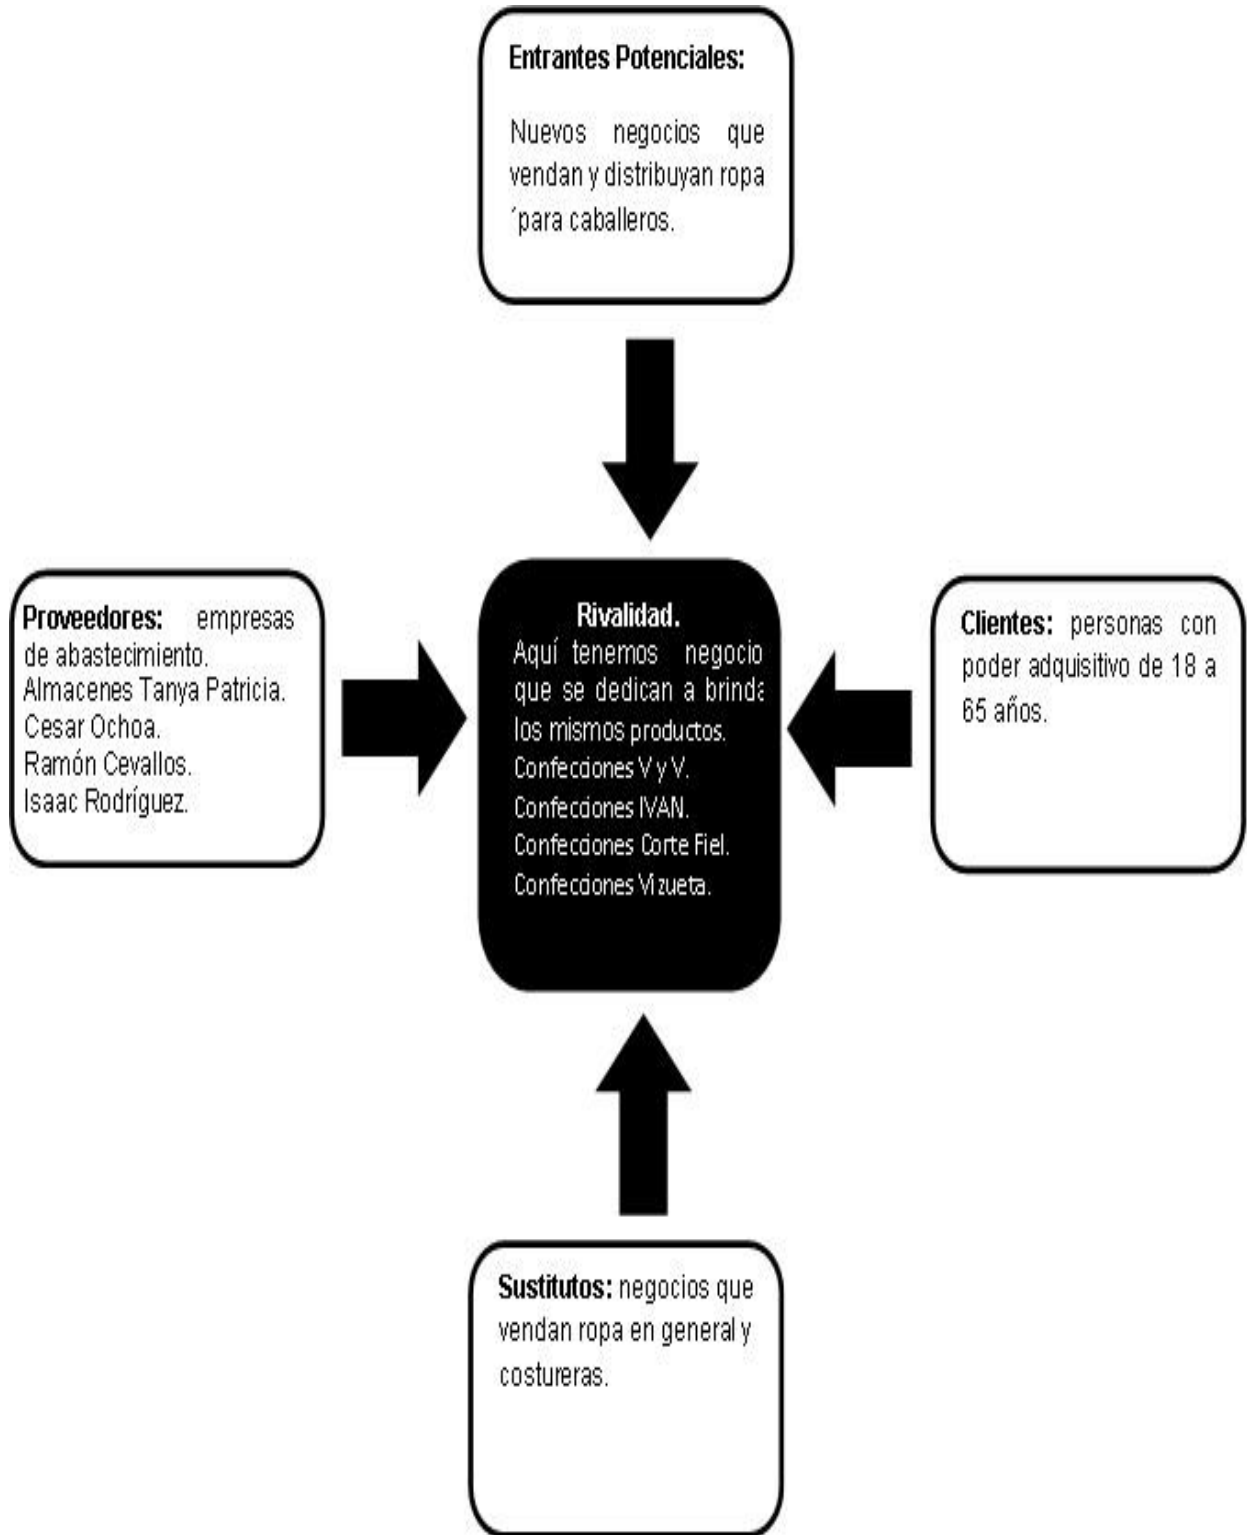 Entrantes Potenciales:
Nuevos negocios que
vendan y distribuyan ropa
´para caballeros.
Proveedores: empresas
de abastecimiento.
Almacenes Tanya Patricia.
Cesar Ochoa.
Ramón Cevallos.
Isaac Rodríguez.
Rivalidad.
Aquí tenemos negocio
que se dedican a brinda
los mismos productos.
Confecciones V y V.
Confecciones IVAN.
Confecciones Corte Fiel.
Confecciones Vizueta.
Clientes: personas con
poder adquisitivo de 18 a
65 años.
Sustitutos: negocios que
vendan ropa en general y
costureras.